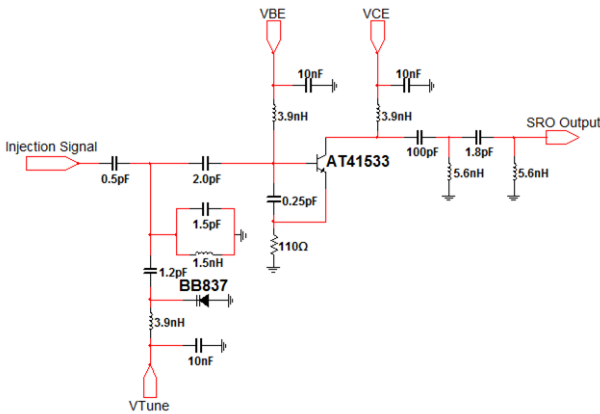 VBE
VCE
10nF
10nF
3.9nH
3.9nH
SRO Output
Injection Signal
AT41533
100pF
1.8pF
0.5pF
2.0pF
5.6nH
5.6nH
0.25pF
1.5pF
110Ω
1.5nH
1.2pF
BB837
3.9nH
10nF
VTune